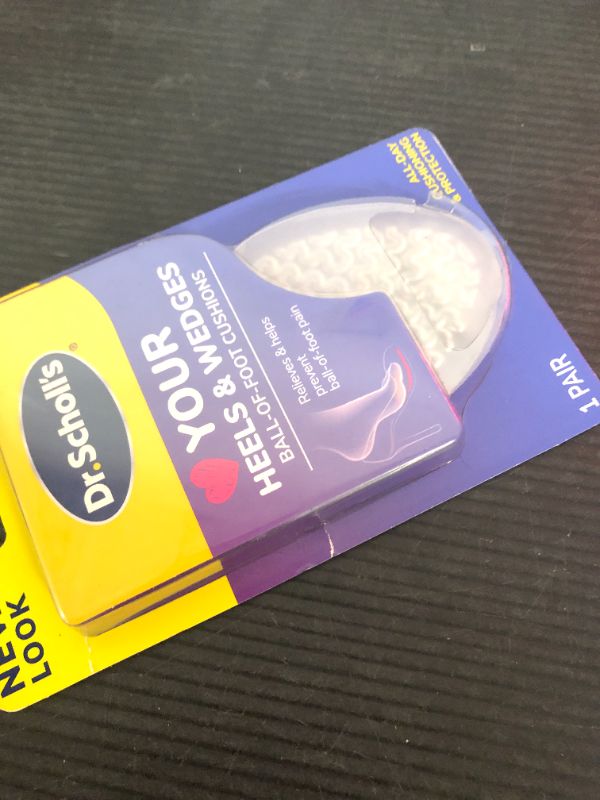 NEW
LOOK
Dr.Scholl's®
♥ YOUR
HEELS & WEDGES
BALL-OF-FOOT CUSHIONS
Relieves & helps
prevent
ball-of-foot pain
ALL-DAY
CUSHIONING
& PROTECTION
1 PAIR